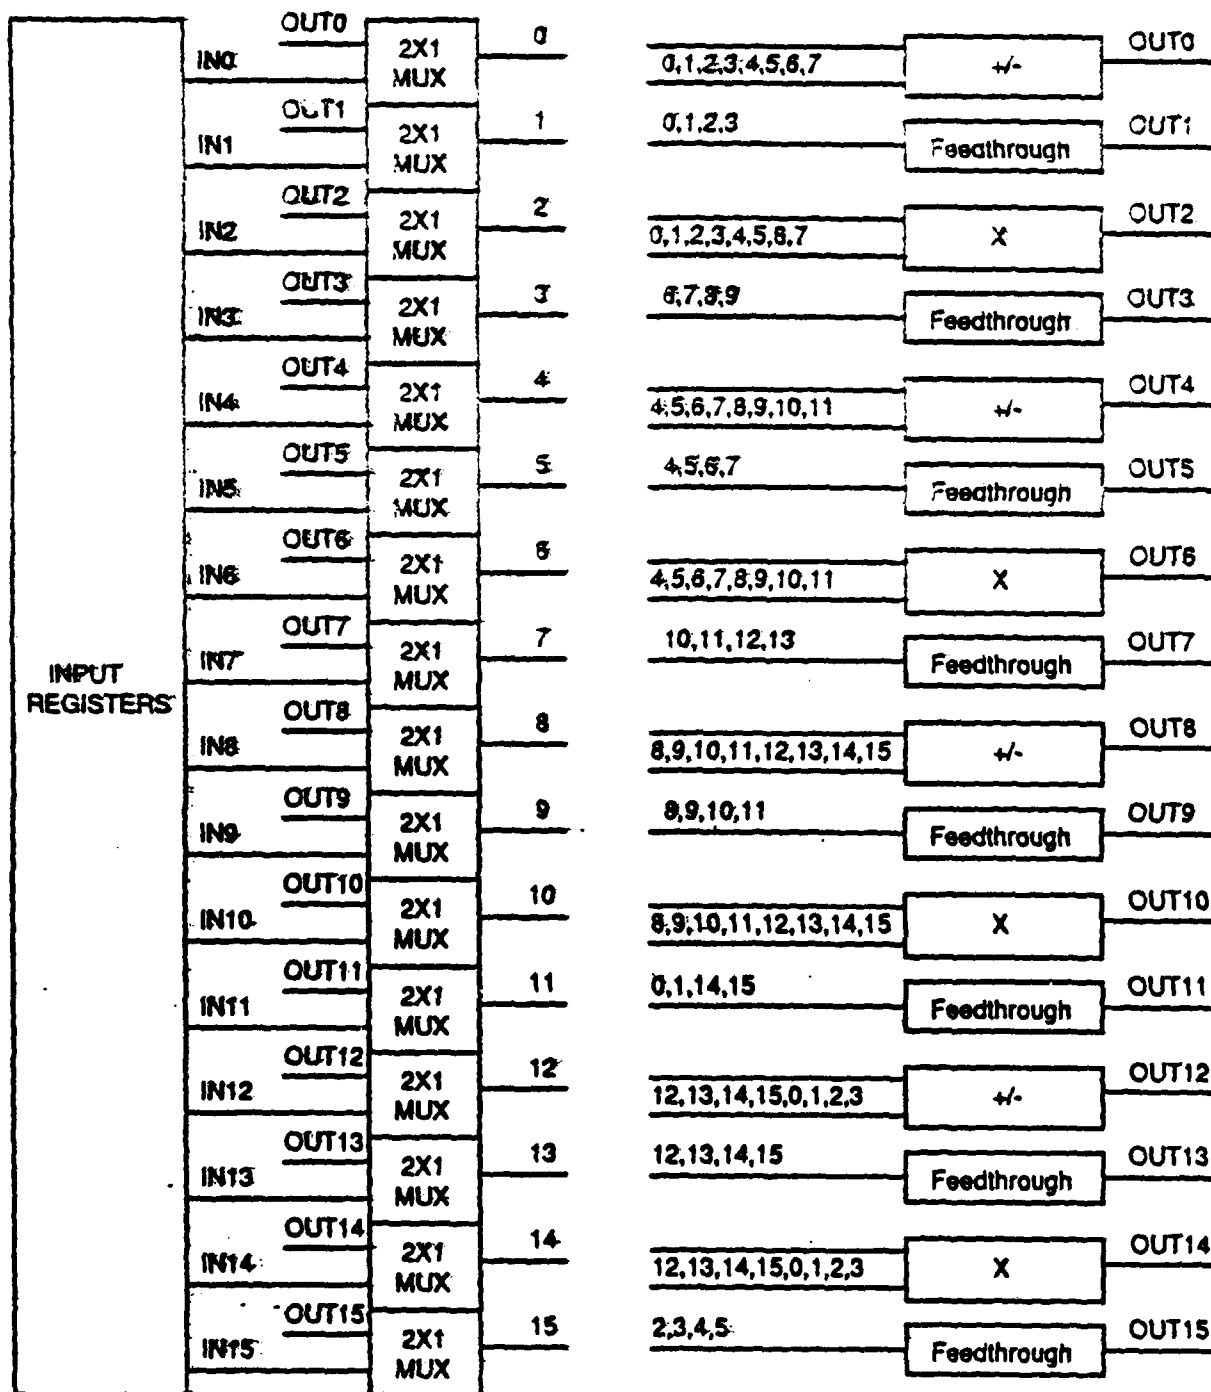 OUT0
IN0
2X1
MUX
0
0,1,2,3,4,5,6,7
+/-
OUT0
OUT1
IN1
2X1
MUX
1
0,1,2,3
Feedthrough
OUT1
OUT2
IN2
2X1
MUX
2
0,1,2,3,4,5,6,7
X
OUT2
OUT3
IN3
2X1
MUX
3
6,7,8,9
Feedthrough
OUT3
OUT4
IN4
2X1
MUX
4
4,5,6,7,8,9,10,11
+/-
OUT4
OUT5
IN5
2X1
MUX
5
4,5,6,7
Feedthrough
OUT5
OUT6
IN6
2X1
MUX
6
4,5,6,7,8,9,10,11
X
OUT6
OUT7
IN7
2X1
MUX
7
10,11,12,13
Feedthrough
OUT7
INPUT
REGISTERS
OUT8
IN8
2X1
MUX
8
8,9,10,11,12,13,14,15
+/-
OUT8
OUT9
IN9
2X1
MUX
9
8,9,10,11
Feedthrough
OUT9
OUT10
IN10
2X1
MUX
10
8,9,10,11,12,13,14,15
X
OUT10
OUT11
IN11
2X1
MUX
11
0,1,14,15
Feedthrough
OUT11
OUT12
IN12
2X1
MUX
12
12,13,14,15,0,1,2,3
+/-
OUT12
OUT13
IN13
2X1
MUX
13
12,13,14,15
Feedthrough
OUT13
OUT14
IN14
2X1
MUX
14
12,13,14,15,0,1,2,3
X
OUT14
OUT15
IN15
2X1
MUX
15
2,3,4,5
Feedthrough
OUT15